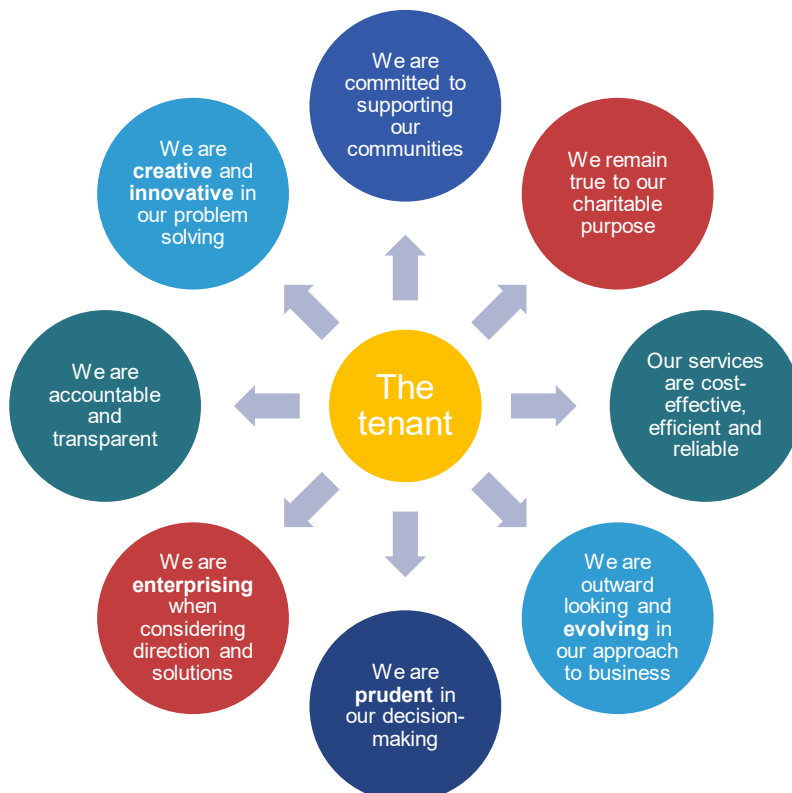 We are
committed to
supporting
our
communities
We are
creative and
innovative in
our problem
solving
We remain
true to our
charitable
purpose
We are
accountable
and
transparent
The
tenant
Our services
are cost-
effective,
efficient and
reliable
We are
enterprising
when
considering
direction and
solutions
We are
outward
looking and
evolving in
our approach
to business
We are
prudent in
our decision-
making